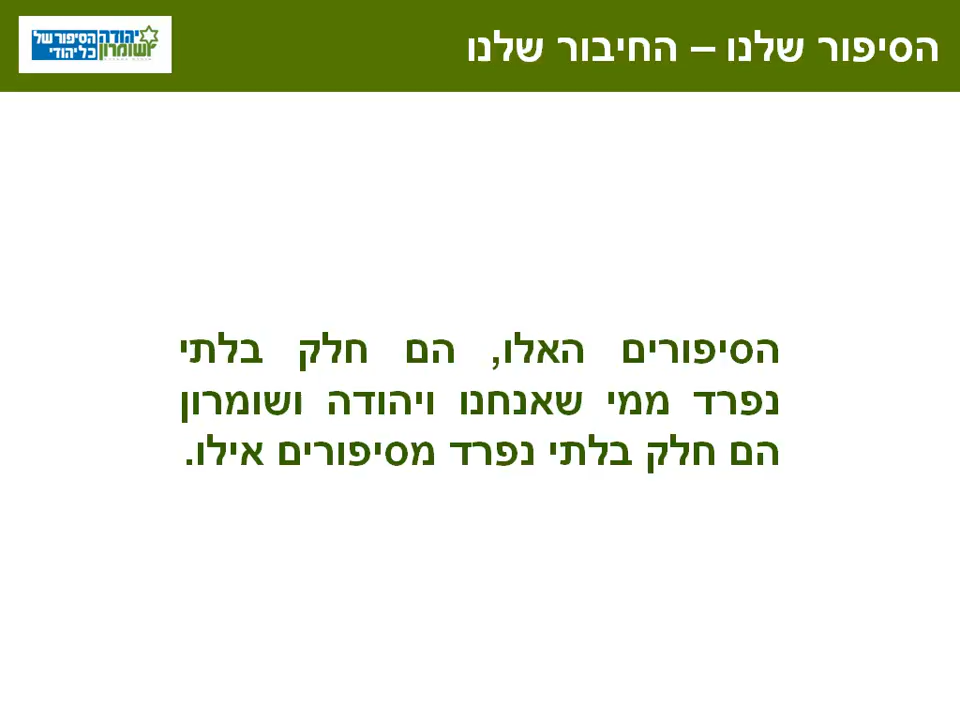 הסיפור שלנו – החיבור שלנו
יהודה הסיפור של
ושומרון כל יהודי
הסיפורים האלו, הם חלק בלתי
נפרד ממי שאנחנו ויהודה ושומרון
הם חלק בלתי נפרד מסיפורים אילו.